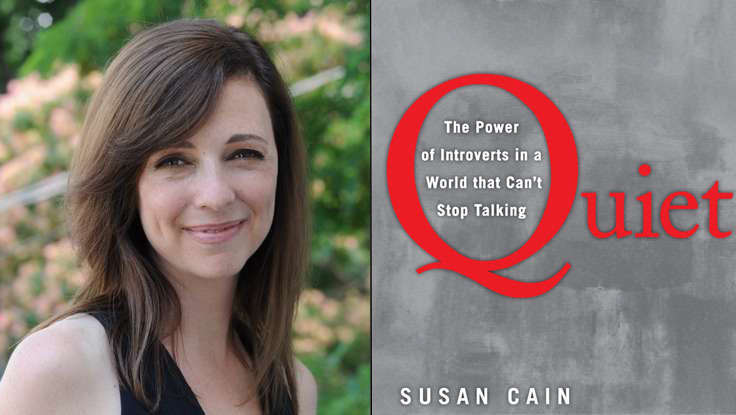 The Power
of Introverts in a
World that Can't
Stop Talking
Quiet
SUSAN CAIN